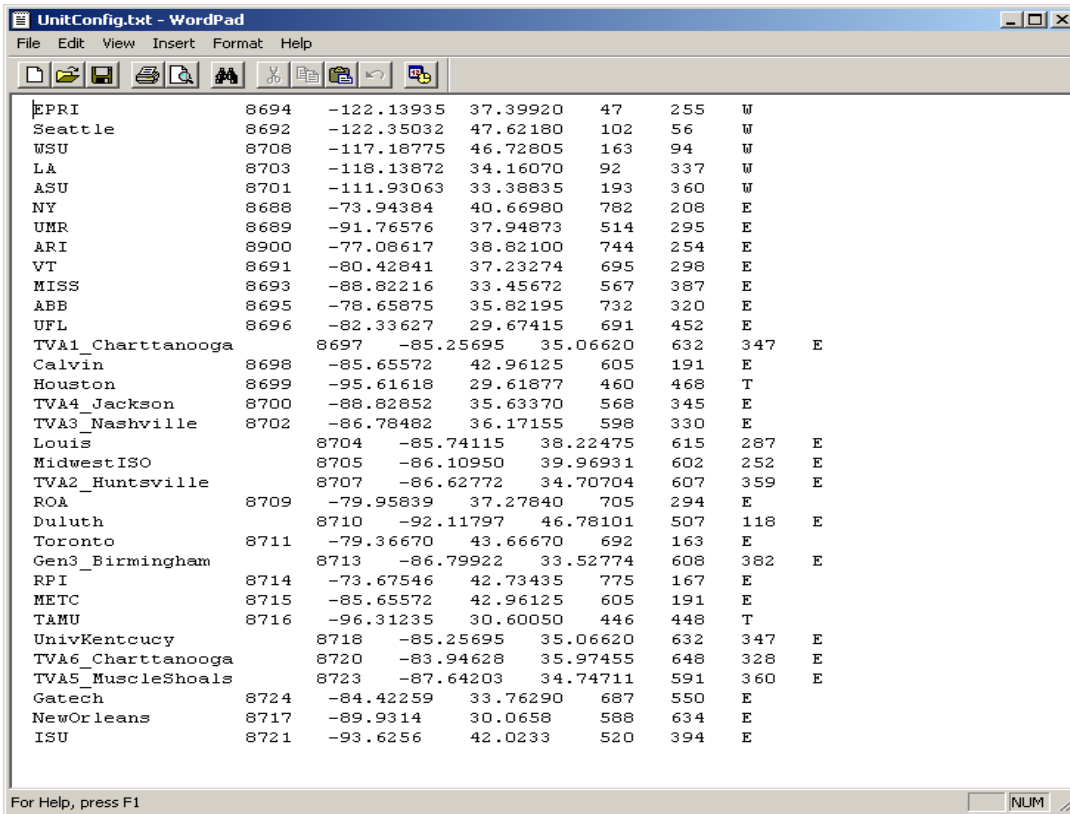 UnitConfig.txt - WordPad
File Edit View Insert Format Help
EPRI 8694 -122.13935 37.39920 47 255 W
Seattle 8692 -122.35032 47.62180 102 56 W
WSU 8708 -117.18775 46.72805 163 94 W
LA 8703 -118.13872 34.16070 92 337 W
ASU 8701 -111.93063 33.38835 193 360 W
NY 8688 -73.94384 40.66980 782 208 E
UMR 8689 -91.76576 37.94873 514 295 E
ARI 8900 -77.08617 38.82100 744 254 E
VT 8691 -80.42841 37.23274 695 298 E
MISS 8693 -88.82216 33.45672 567 387 E
ABB 8695 -78.65875 35.82195 732 320 E
UFL 8696 -82.33627 29.67415 691 452 E
TVA1_Charttanooga 8697 -85.25695 35.06620 632 347 E
Calvin 8698 -85.65572 42.96125 605 191 E
Houston 8699 -95.61618 29.61877 460 468 T
TVA4_Jackson 8700 -88.82852 35.63370 568 345 E
TVA3_Nashville 8702 -86.78482 36.17155 598 330 E
Louis 8704 -85.74115 38.22475 615 287 E
MidwestISO 8705 -86.10950 39.96931 602 252 E
TVA2_Huntsville 8707 -86.62772 34.70704 607 359 E
ROA 8709 -79.95839 37.27840 705 294 E
Duluth 8710 -92.11797 46.78101 507 118 E
Toronto 8711 -79.36670 43.66670 692 163 E
Gen3_Birmingham 8713 -86.79922 33.52774 608 382 E
RPI 8714 -73.67546 42.73435 775 167 E
METC 8715 -85.65572 42.96125 605 191 E
TAMU 8716 -96.31235 30.60050 446 448 T
UnivKentcucy 8718 -85.25695 35.06620 632 347 E
TVA6_Charttanooga 8720 -83.94628 35.97455 648 328 E
TVA5_MuscleShoals 8723 -87.64203 34.74711 591 360 E
Gatech 8724 -84.42259 33.76290 687 550 E
NewOrleans 8717 -89.9314 30.0658 588 634 E
ISU 8721 -93.6256 42.0233 520 394 E
For Help, press F1 NUM